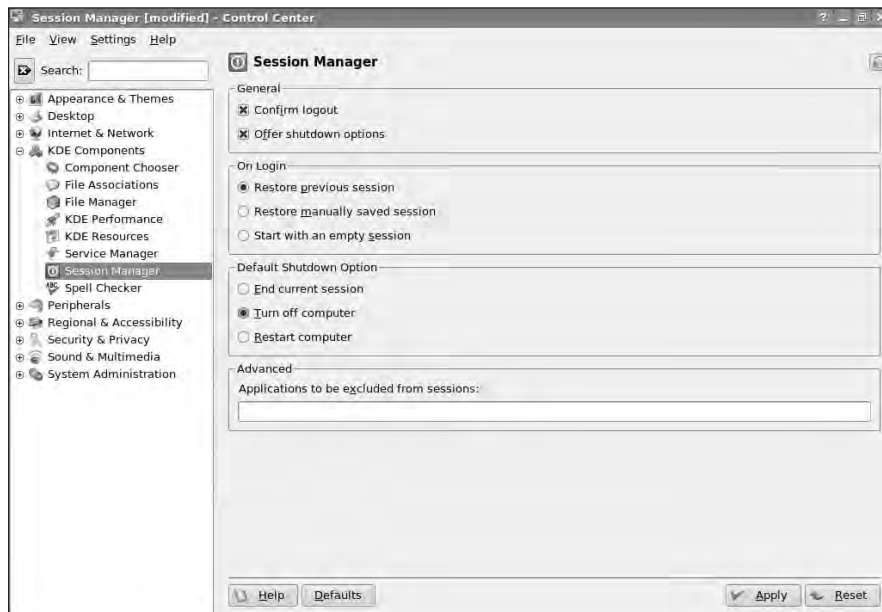 Session Manager [modified] - Control Center
File View Settings Help
Search:
Appearance & Themes
Desktop
Internet & Network
KDE Components
Component Chooser
File Associations
File Manager
KDE Performance
KDE Resources
Service Manager
Session Manager
Spell Checker
Peripherals
Regional & Accessibility
Security & Privacy
Sound & Multimedia
System Administration
Session Manager
General
Confirm logout
Offer shutdown options
On Login
Restore previous session
Restore manually saved session
Start with an empty session
Default Shutdown Option
End current session
Turn off computer
Restart computer
Advanced
Applications to be excluded from sessions:
Help Defaults Apply Reset